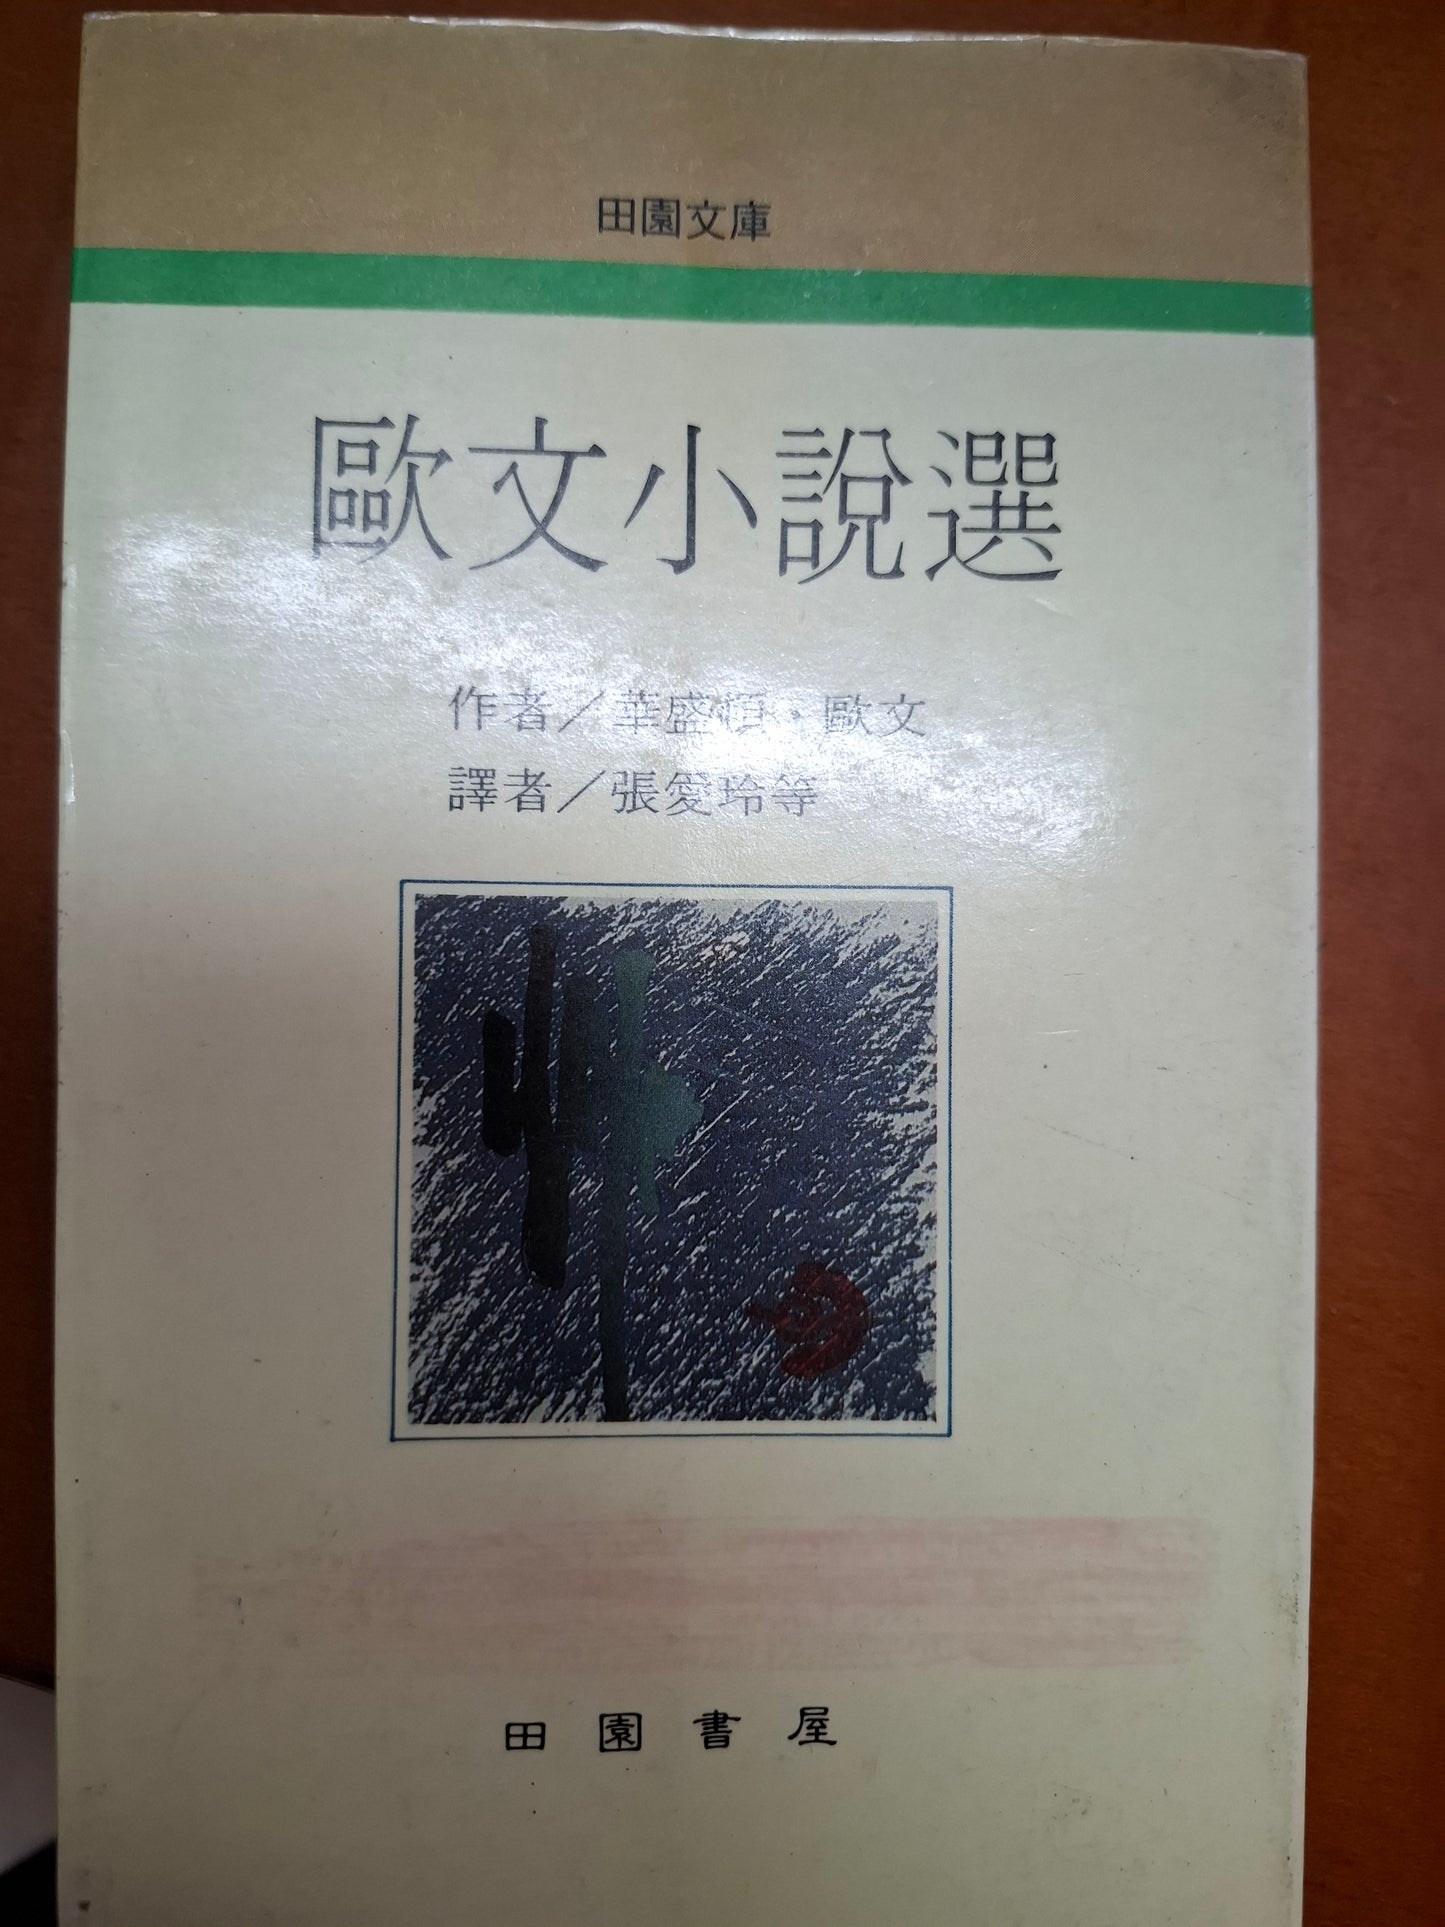 田園文庫
歐文小說選
作者／華盛頓・歐文
譯者／張愛玲等
田園書屋